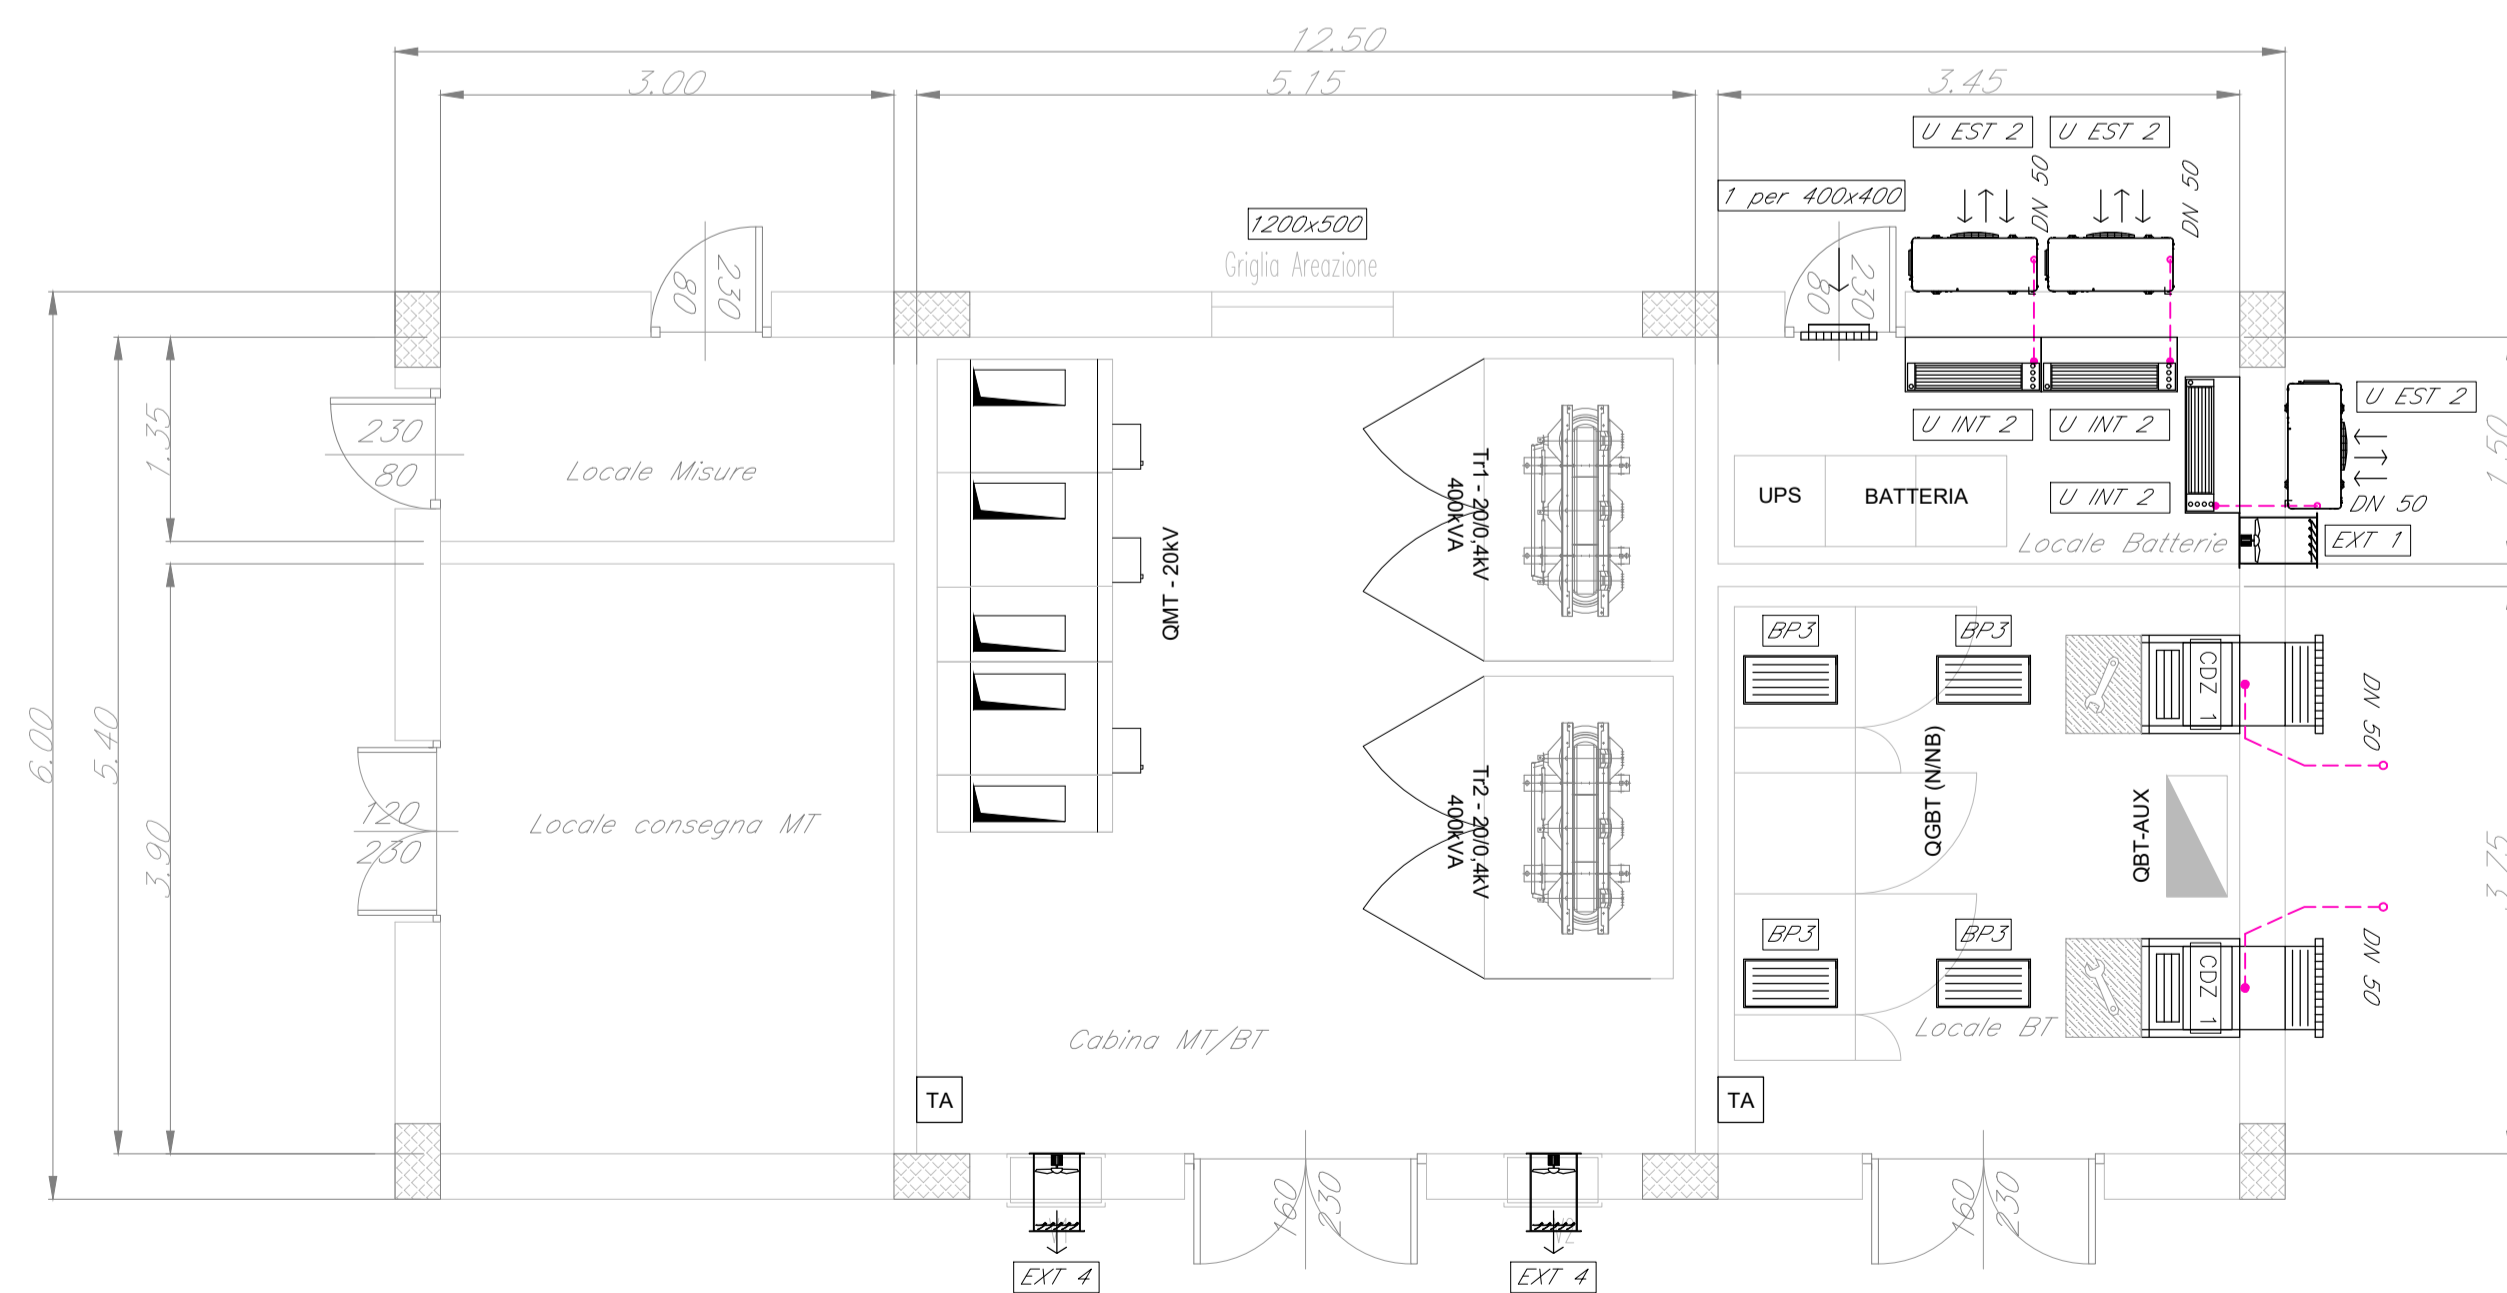 12.50
3.00
5.15
3.45
U EST 2
U EST 2
DN 50
DN 50
1 per 400x400
1200x500
Griglia Areazione
80
230
80
230
1.35
230
80
Locale Misure
U INT 2
U INT 2
U EST 2
1.50
UPS
BATTERIA
U INT 2
DN 50
Locale Batterie
EXT 1
Tr1 - 20/0,4kV
400kVA
QMT - 20kV
BP3
BP3
CDZ 1
DN 50
6.00
5.40
3.90
120
230
Locale consegna MT
Tr2 - 20/0,4kV
400kVA
QGBT (N/NB)
QBT-AUX
3.75
BP3
BP3
CDZ 1
DN 50
Cabina MT/BT
Locale BT
TA
TA
160
230
160
230
V2
EXT 4
EXT 4